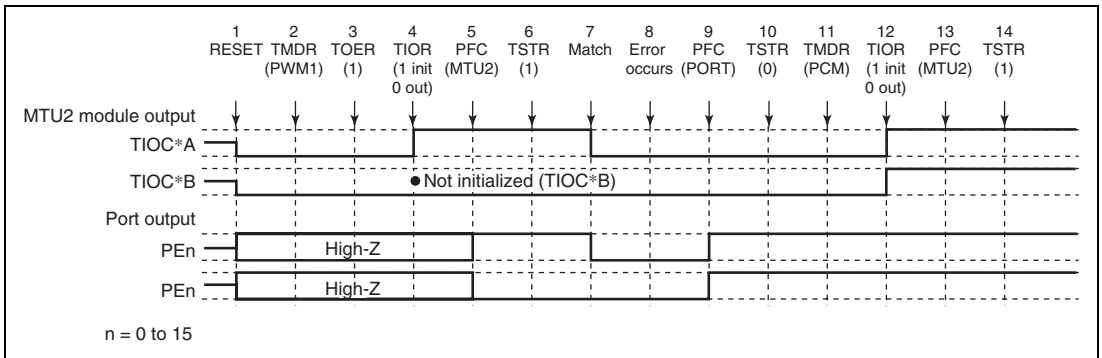 1 2 3 4 5 6 7 8 9 10 11 12 13 14
RESET TMDR TOER TIOR PFC TSTR Match Error PFC TSTR TMDR TIOR PFC TSTR
(PWM1) (1) (1 init (MTU2) (1) occurs (PORT) (0) (PCM) (1 init (MTU2) (1)
0 out) 0 out)
MTU2 module output
TIOC*A
TIOC*B ●Not initialized (TIOC*B)
Port output
PEn High-Z
PEn High-Z
n = 0 to 15